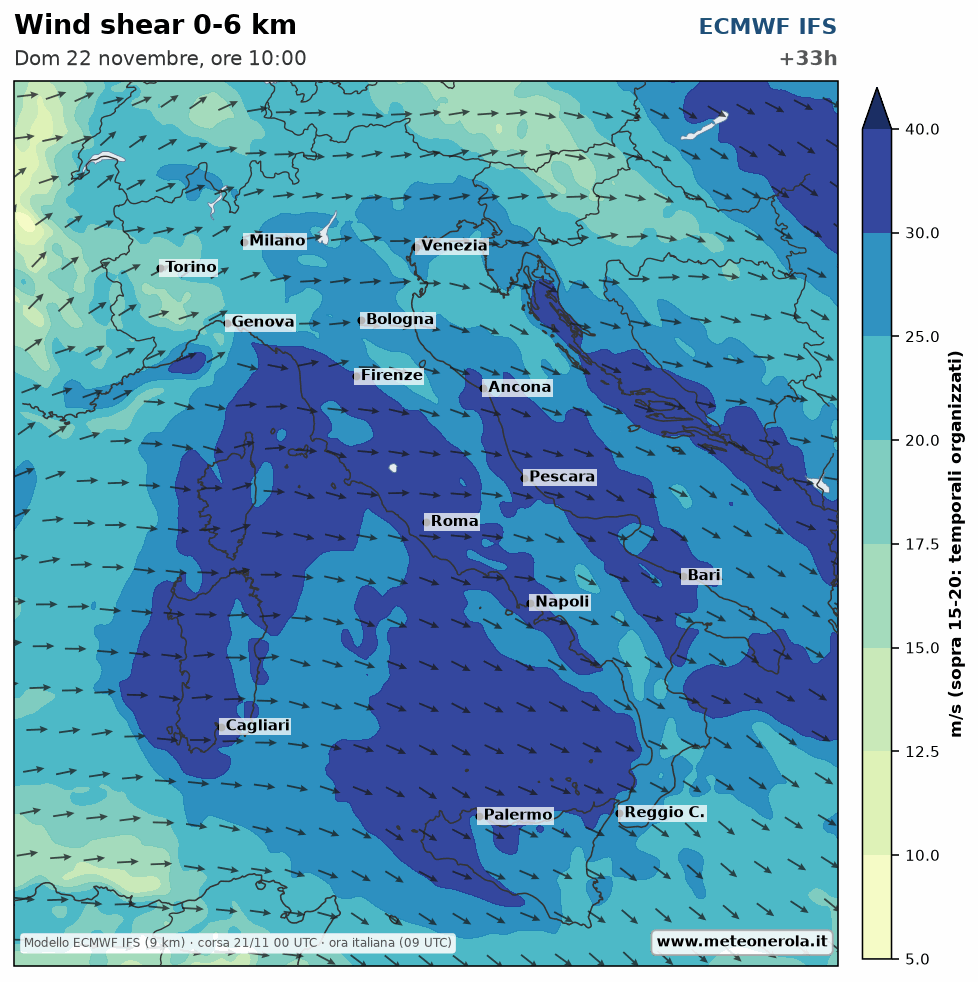 Wind shear 0-6 km
ECMWF IFS
Dom 22 novembre, ore 10:00
+33h
40.0
30.0
25.0
20.0
17.5
15.0
12.5
10.0
5.0
m/s (sopra 15-20: temporali organizzati)
Milano
Venezia
Torino
Genova
Bologna
Firenze
Ancona
Pescara
Roma
Bari
Napoli
Cagliari
Palermo
Reggio C.
Modello ECMWF IFS (9 km) · corsa 21/11 00 UTC · ora italiana (09 UTC)
www.meteonerola.it